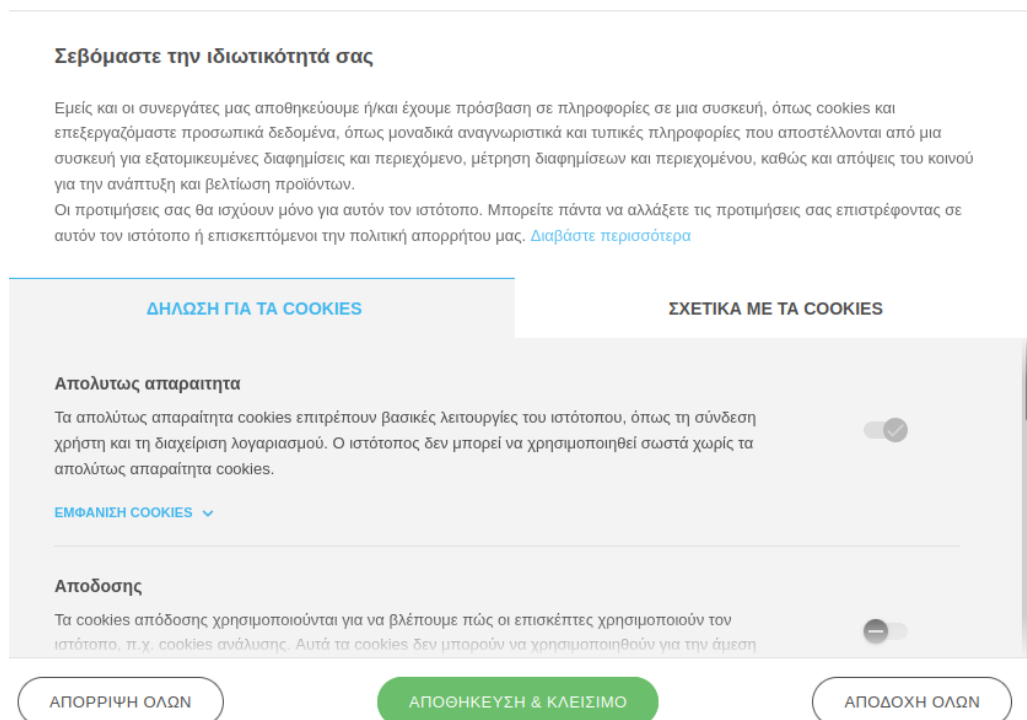 Σεβόμαστε την ιδιωτικότητά σας
Εμείς και οι συνεργάτες μας αποθηκεύουμε ή/και έχουμε πρόσβαση σε πληροφορίες σε μια συσκευή, όπως cookies και
επεξεργαζόμαστε προσωπικά δεδομένα, όπως μοναδικά αναγνωριστικά και τυπικές πληροφορίες που αποστέλλονται από μια
συσκευή για εξατομικευμένες διαφημίσεις και περιεχόμενο, μέτρηση διαφημίσεων και περιεχομένου, καθώς και απόψεις του κοινού
για την ανάπτυξη και βελτίωση προϊόντων.
Οι προτιμήσεις σας θα ισχύουν μόνο για αυτόν τον ιστότοπο. Μπορείτε πάντα να αλλάξετε τις προτιμήσεις σας επιστρέφοντας σε
αυτόν τον ιστότοπο ή επισκεπτόμενοι την πολιτική απορρήτου μας. Διαβάστε περισσότερα
ΔΗΛΩΣΗ ΓΙΑ ΤΑ COOKIES
ΣΧΕΤΙΚΑ ΜΕ ΤΑ COOKIES
Απολυτως απαραιτητα
Τα απολύτως απαραίτητα cookies επιτρέπουν βασικές λειτουργίες του ιστότοπου, όπως τη σύνδεση
χρήστη και τη διαχείριση λογαριασμού. Ο ιστότοπος δεν μπορεί να χρησιμοποιηθεί σωστά χωρίς τα
απολύτως απαραίτητα cookies.
ΕΜΦΑΝΙΣΗ COOKIES
Αποδοσης
Τα cookies απόδοσης χρησιμοποιούνται για να βλέπουμε πώς οι επισκέπτες χρησιμοποιούν τον
ιστότοπο, π.χ. cookies ανάλυσης. Αυτά τα cookies δεν μπορούν να χρησιμοποιηθούν για την άμεση
ΑΠΟΡΡΙΨΗ ΟΛΩΝ
ΑΠΟΘΗΚΕΥΣΗ & ΚΛΕΙΣΙΜΟ
ΑΠΟΔΟΧΗ ΟΛΩΝ